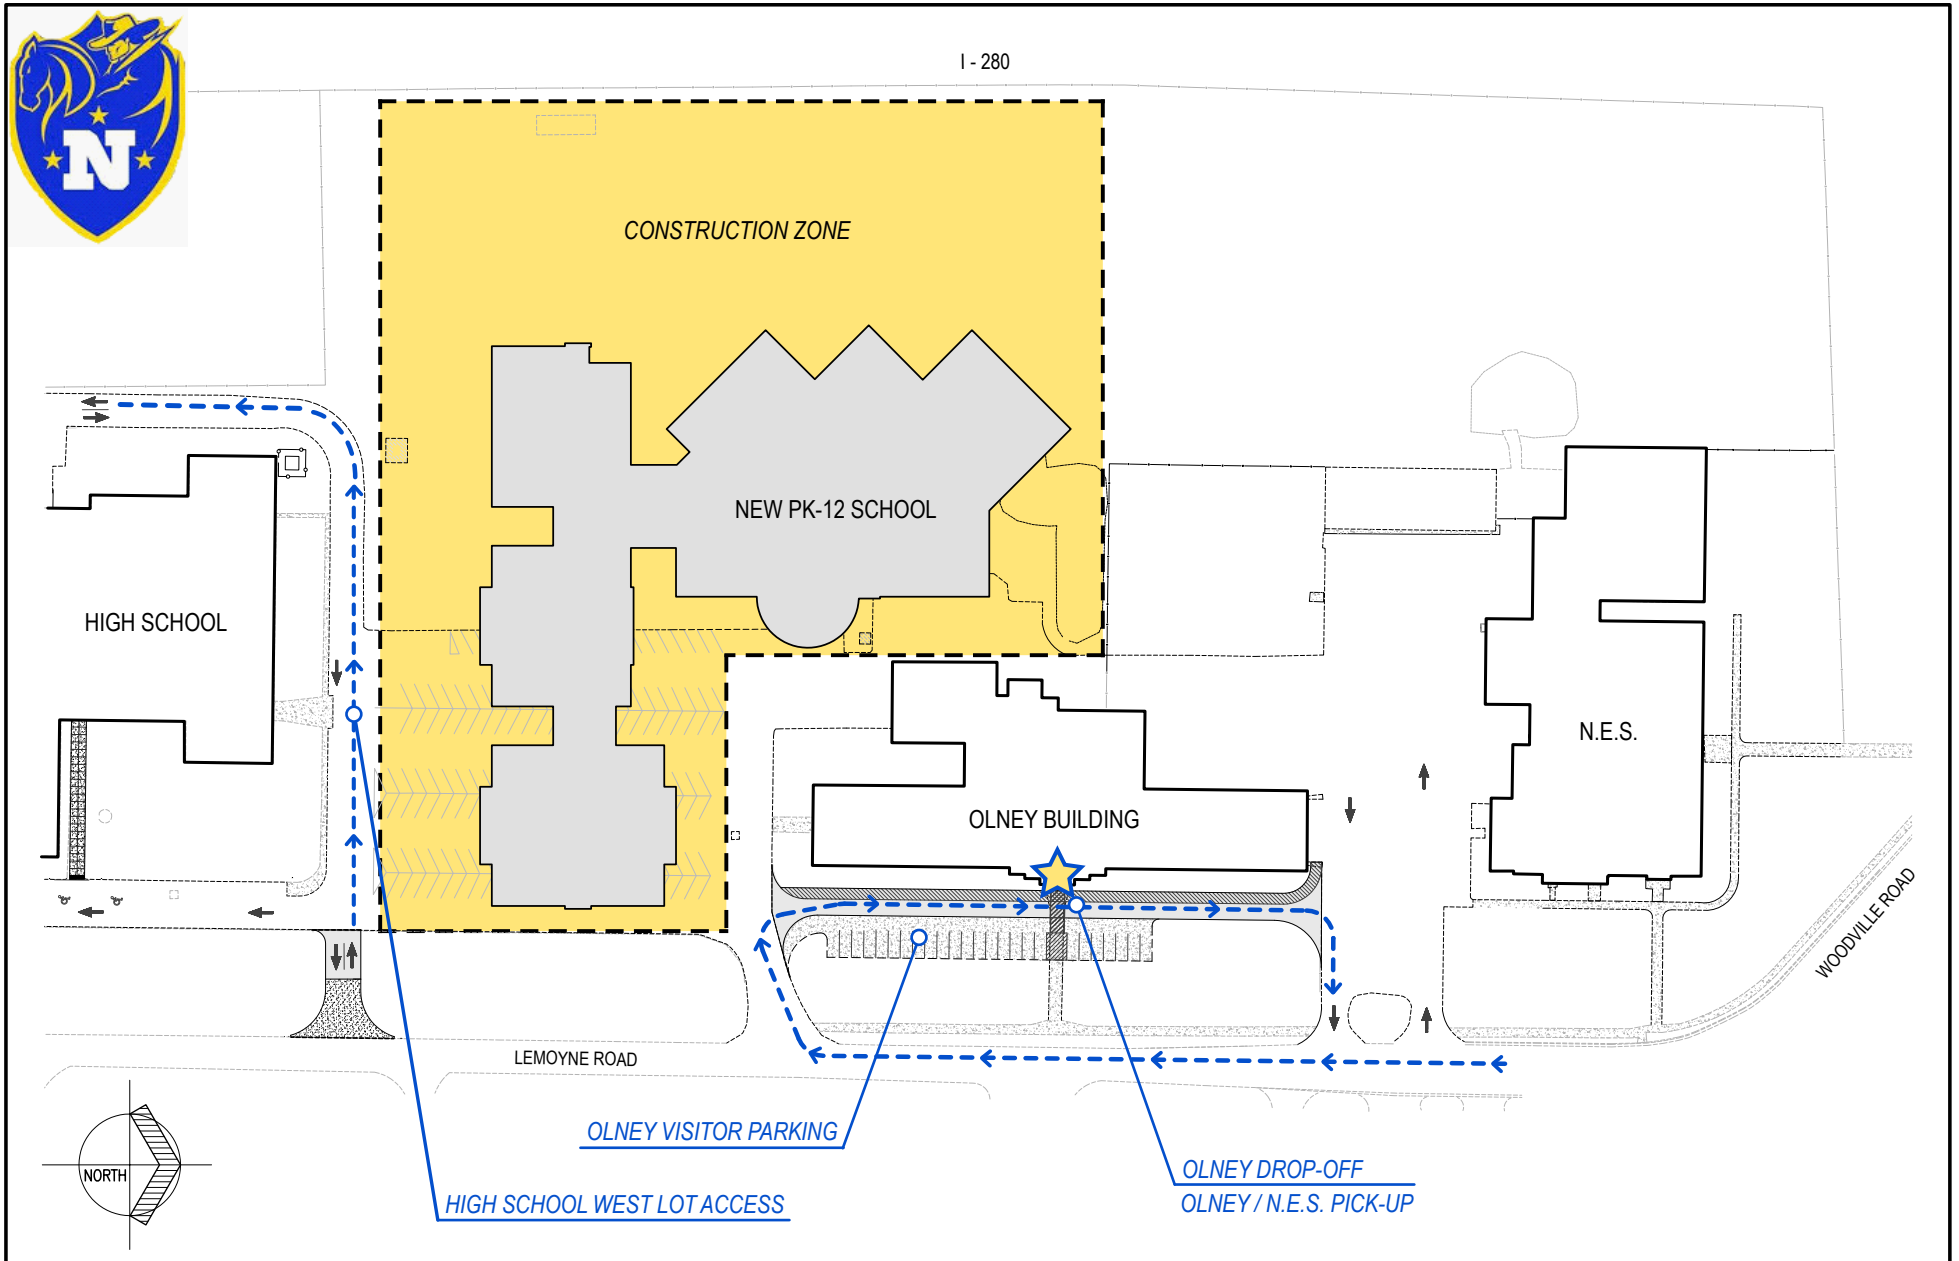 I - 280
N
CONSTRUCTION ZONE
NEW PK-12 SCHOOL
HIGH SCHOOL
N.E.S.
OLNEY BUILDING
WOODVILLE ROAD
LEMOYNE ROAD
OLNEY VISITOR PARKING
OLNEY DROP-OFF
OLNEY / N.E.S. PICK-UP
NORTH
HIGH SCHOOL WEST LOT ACCESS